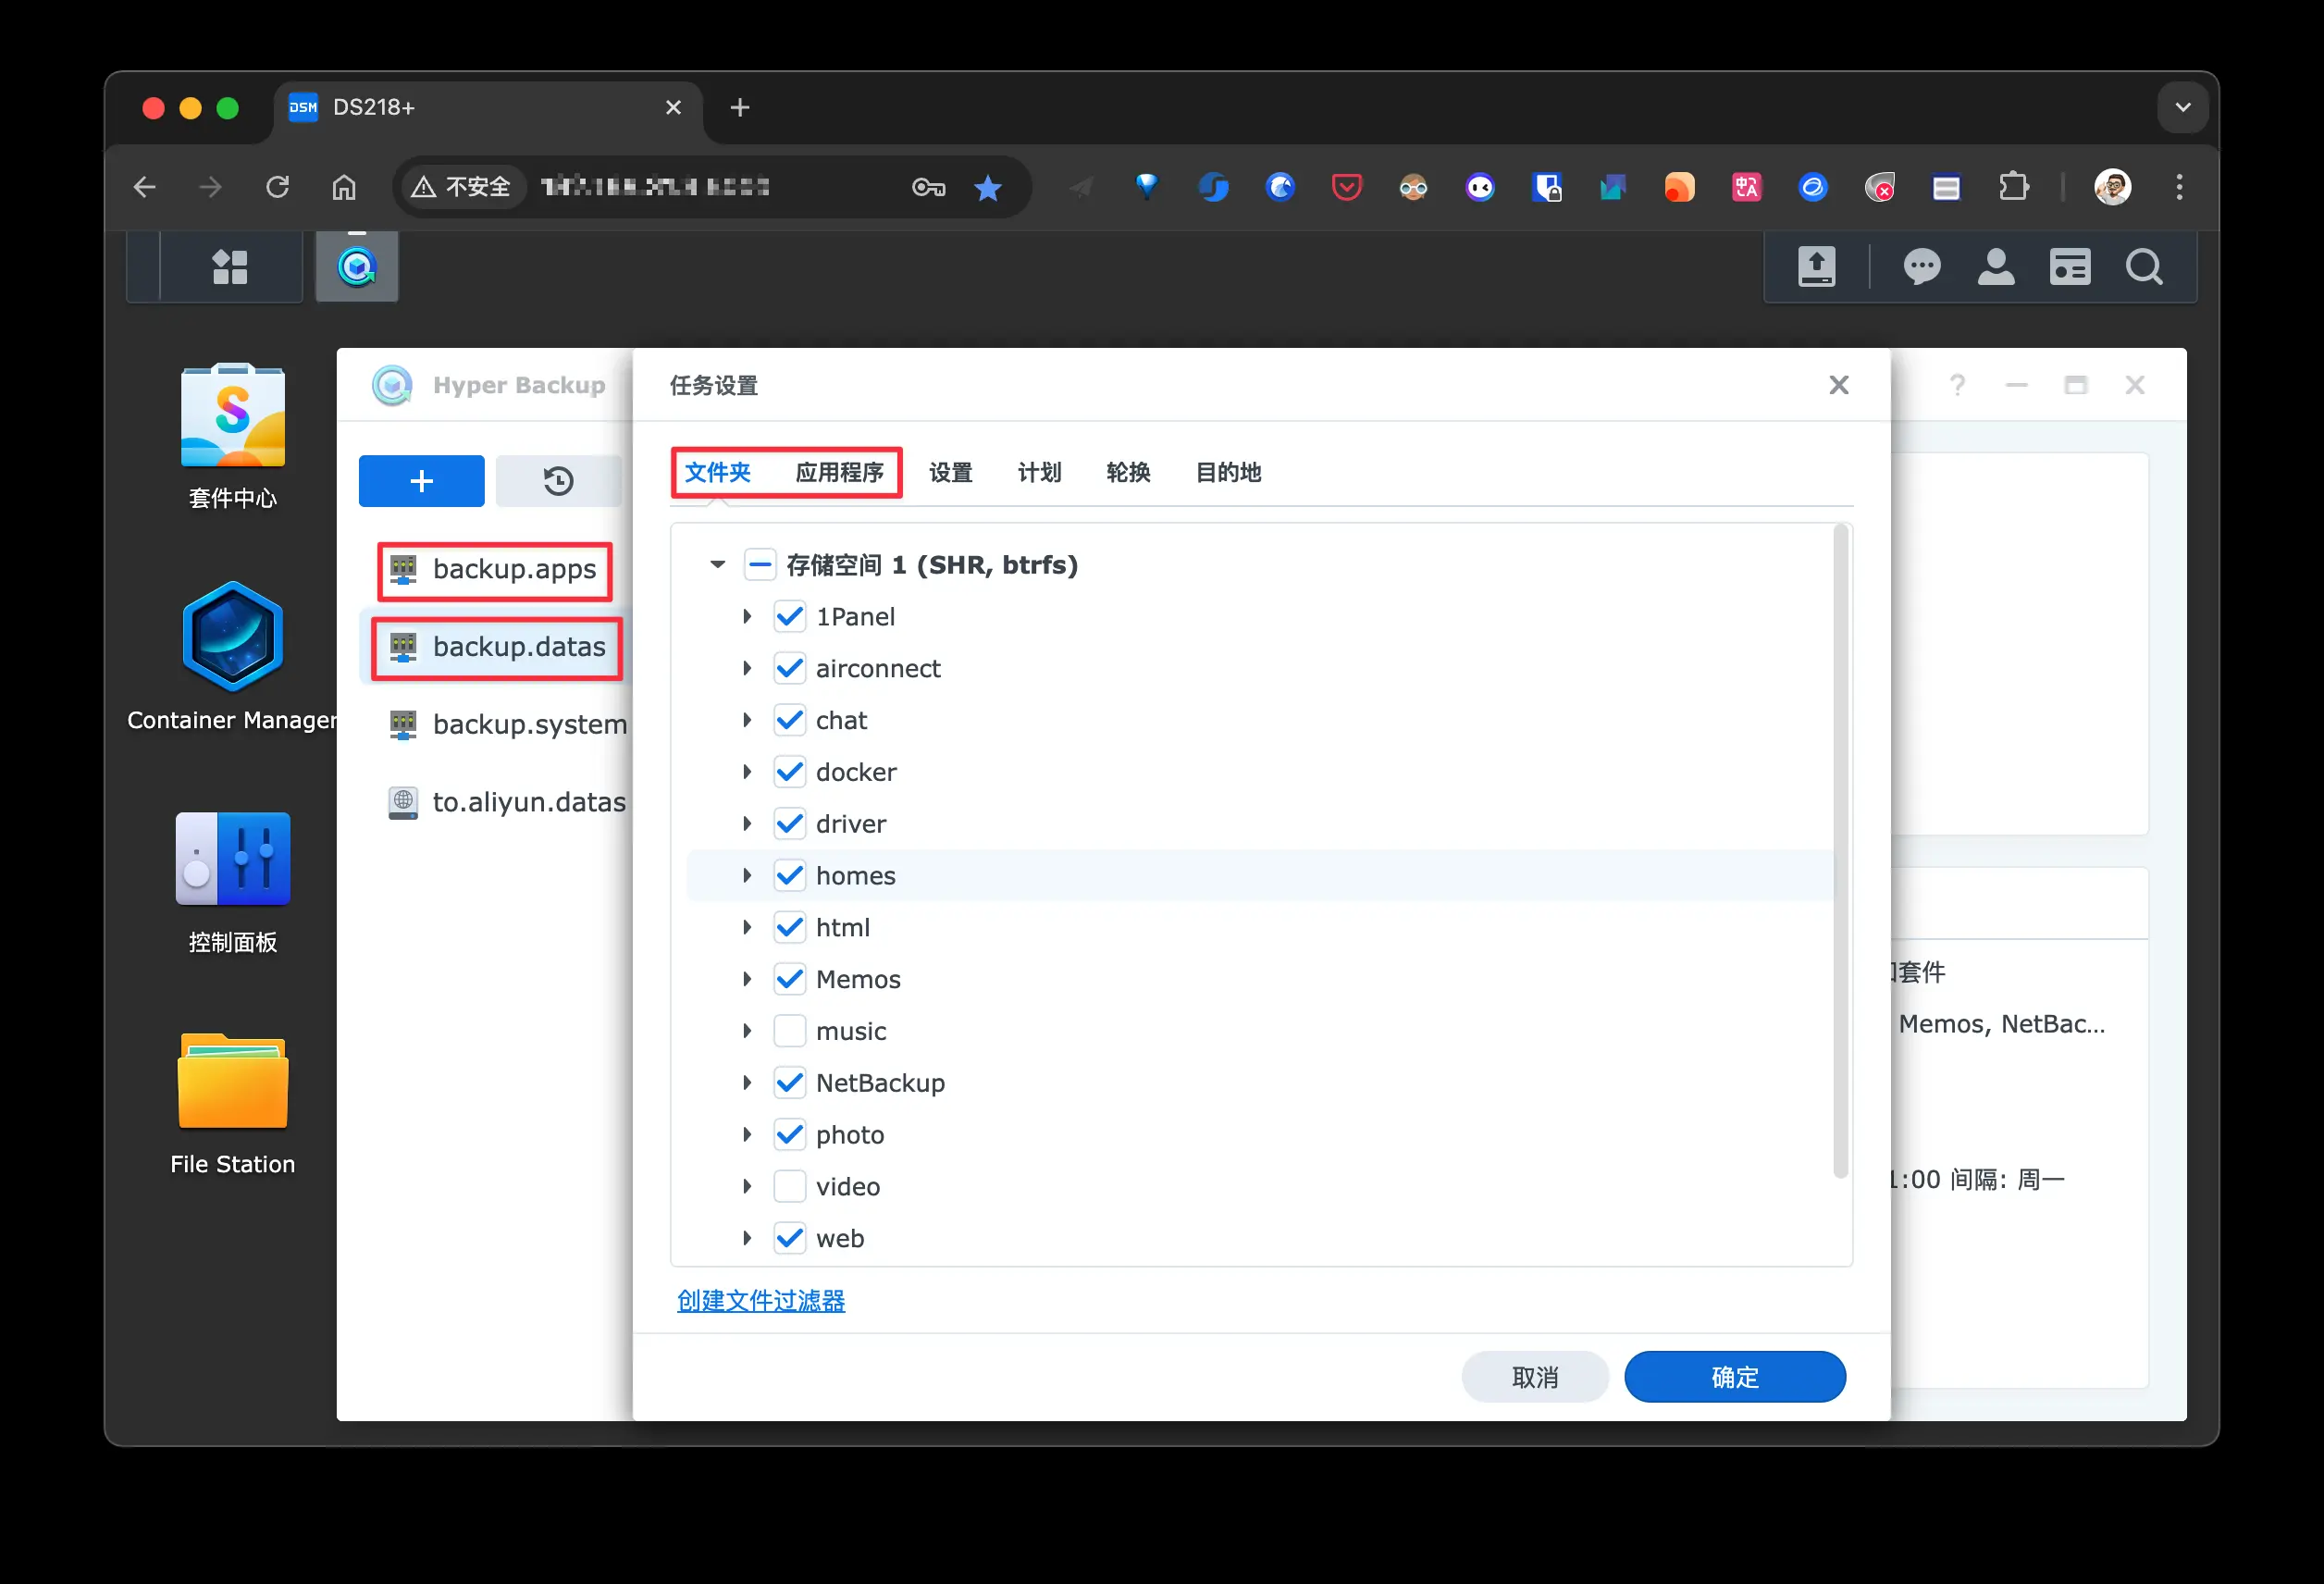 DSM DS218+
不安全
套件中心
Container Manager
控制面板
File Station
Hyper Backup
backup.apps
backup.datas
backup.system
to.aliyun.datas
任务设置
文件夹 应用程序 设置 计划 轮换 目的地
存储空间 1 (SHR, btrfs)
1Panel
airconnect
chat
docker
driver
homes
html
Memos
music
NetBackup
photo
video
web
创建文件过滤器
取消 确定
套件
Memos, NetBac...
1:00 间隔: 周一